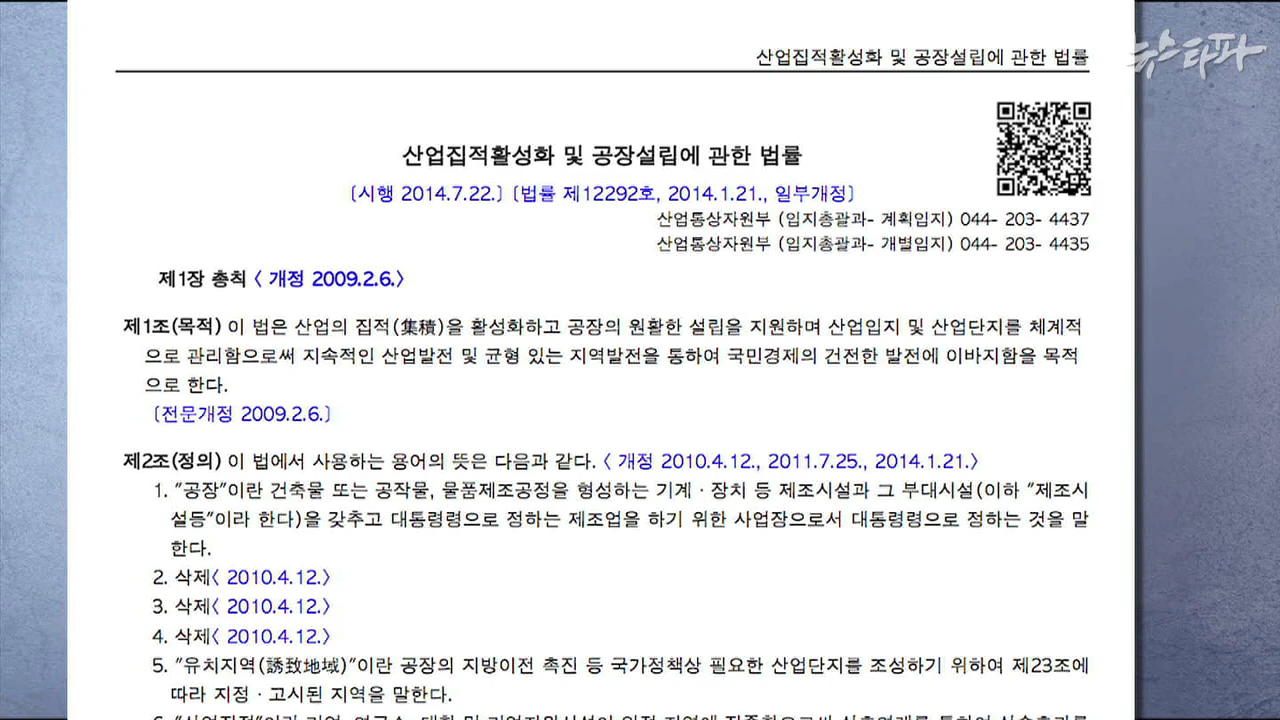 산업집적활성화 및 공장설립에 관한 법률
뉴스타파
산업집적활성화 및 공장설립에 관한 법률
[시행 2014.7.22.] [법률 제12292호, 2014.1.21., 일부개정]
산업통상자원부 (입지총괄과- 계획입지) 044- 203- 4437
산업통상자원부 (입지총괄과- 개별입지) 044- 203- 4435
제1장 총칙 < 개정 2009.2.6.>
제1조(목적) 이 법은 산업의 집적(集積)을 활성화하고 공장의 원활한 설립을 지원하며 산업입지 및 산업단지를 체계적
으로 관리함으로써 지속적인 산업발전 및 균형 있는 지역발전을 통하여 국민경제의 건전한 발전에 이바지함을 목적
으로 한다.
[전문개정 2009.2.6.]
제2조(정의) 이 법에서 사용하는 용어의 뜻은 다음과 같다. < 개정 2010.4.12., 2011.7.25., 2014.1.21.>
1. "공장"이란 건축물 또는 공작물, 물품제조공정을 형성하는 기계ㆍ장치 등 제조시설과 그 부대시설(이하 "제조시
설등"이라 한다)을 갖추고 대통령령으로 정하는 제조업을 하기 위한 사업장으로서 대통령령으로 정하는 것을 말
한다.
2. 삭제< 2010.4.12.>
3. 삭제< 2010.4.12.>
4. 삭제< 2010.4.12.>
5. "유치지역(誘致地域)"이란 공장의 지방이전 촉진 등 국가정책상 필요한 산업단지를 조성하기 위하여 제23조에
따라 지정ㆍ고시된 지역을 말한다.